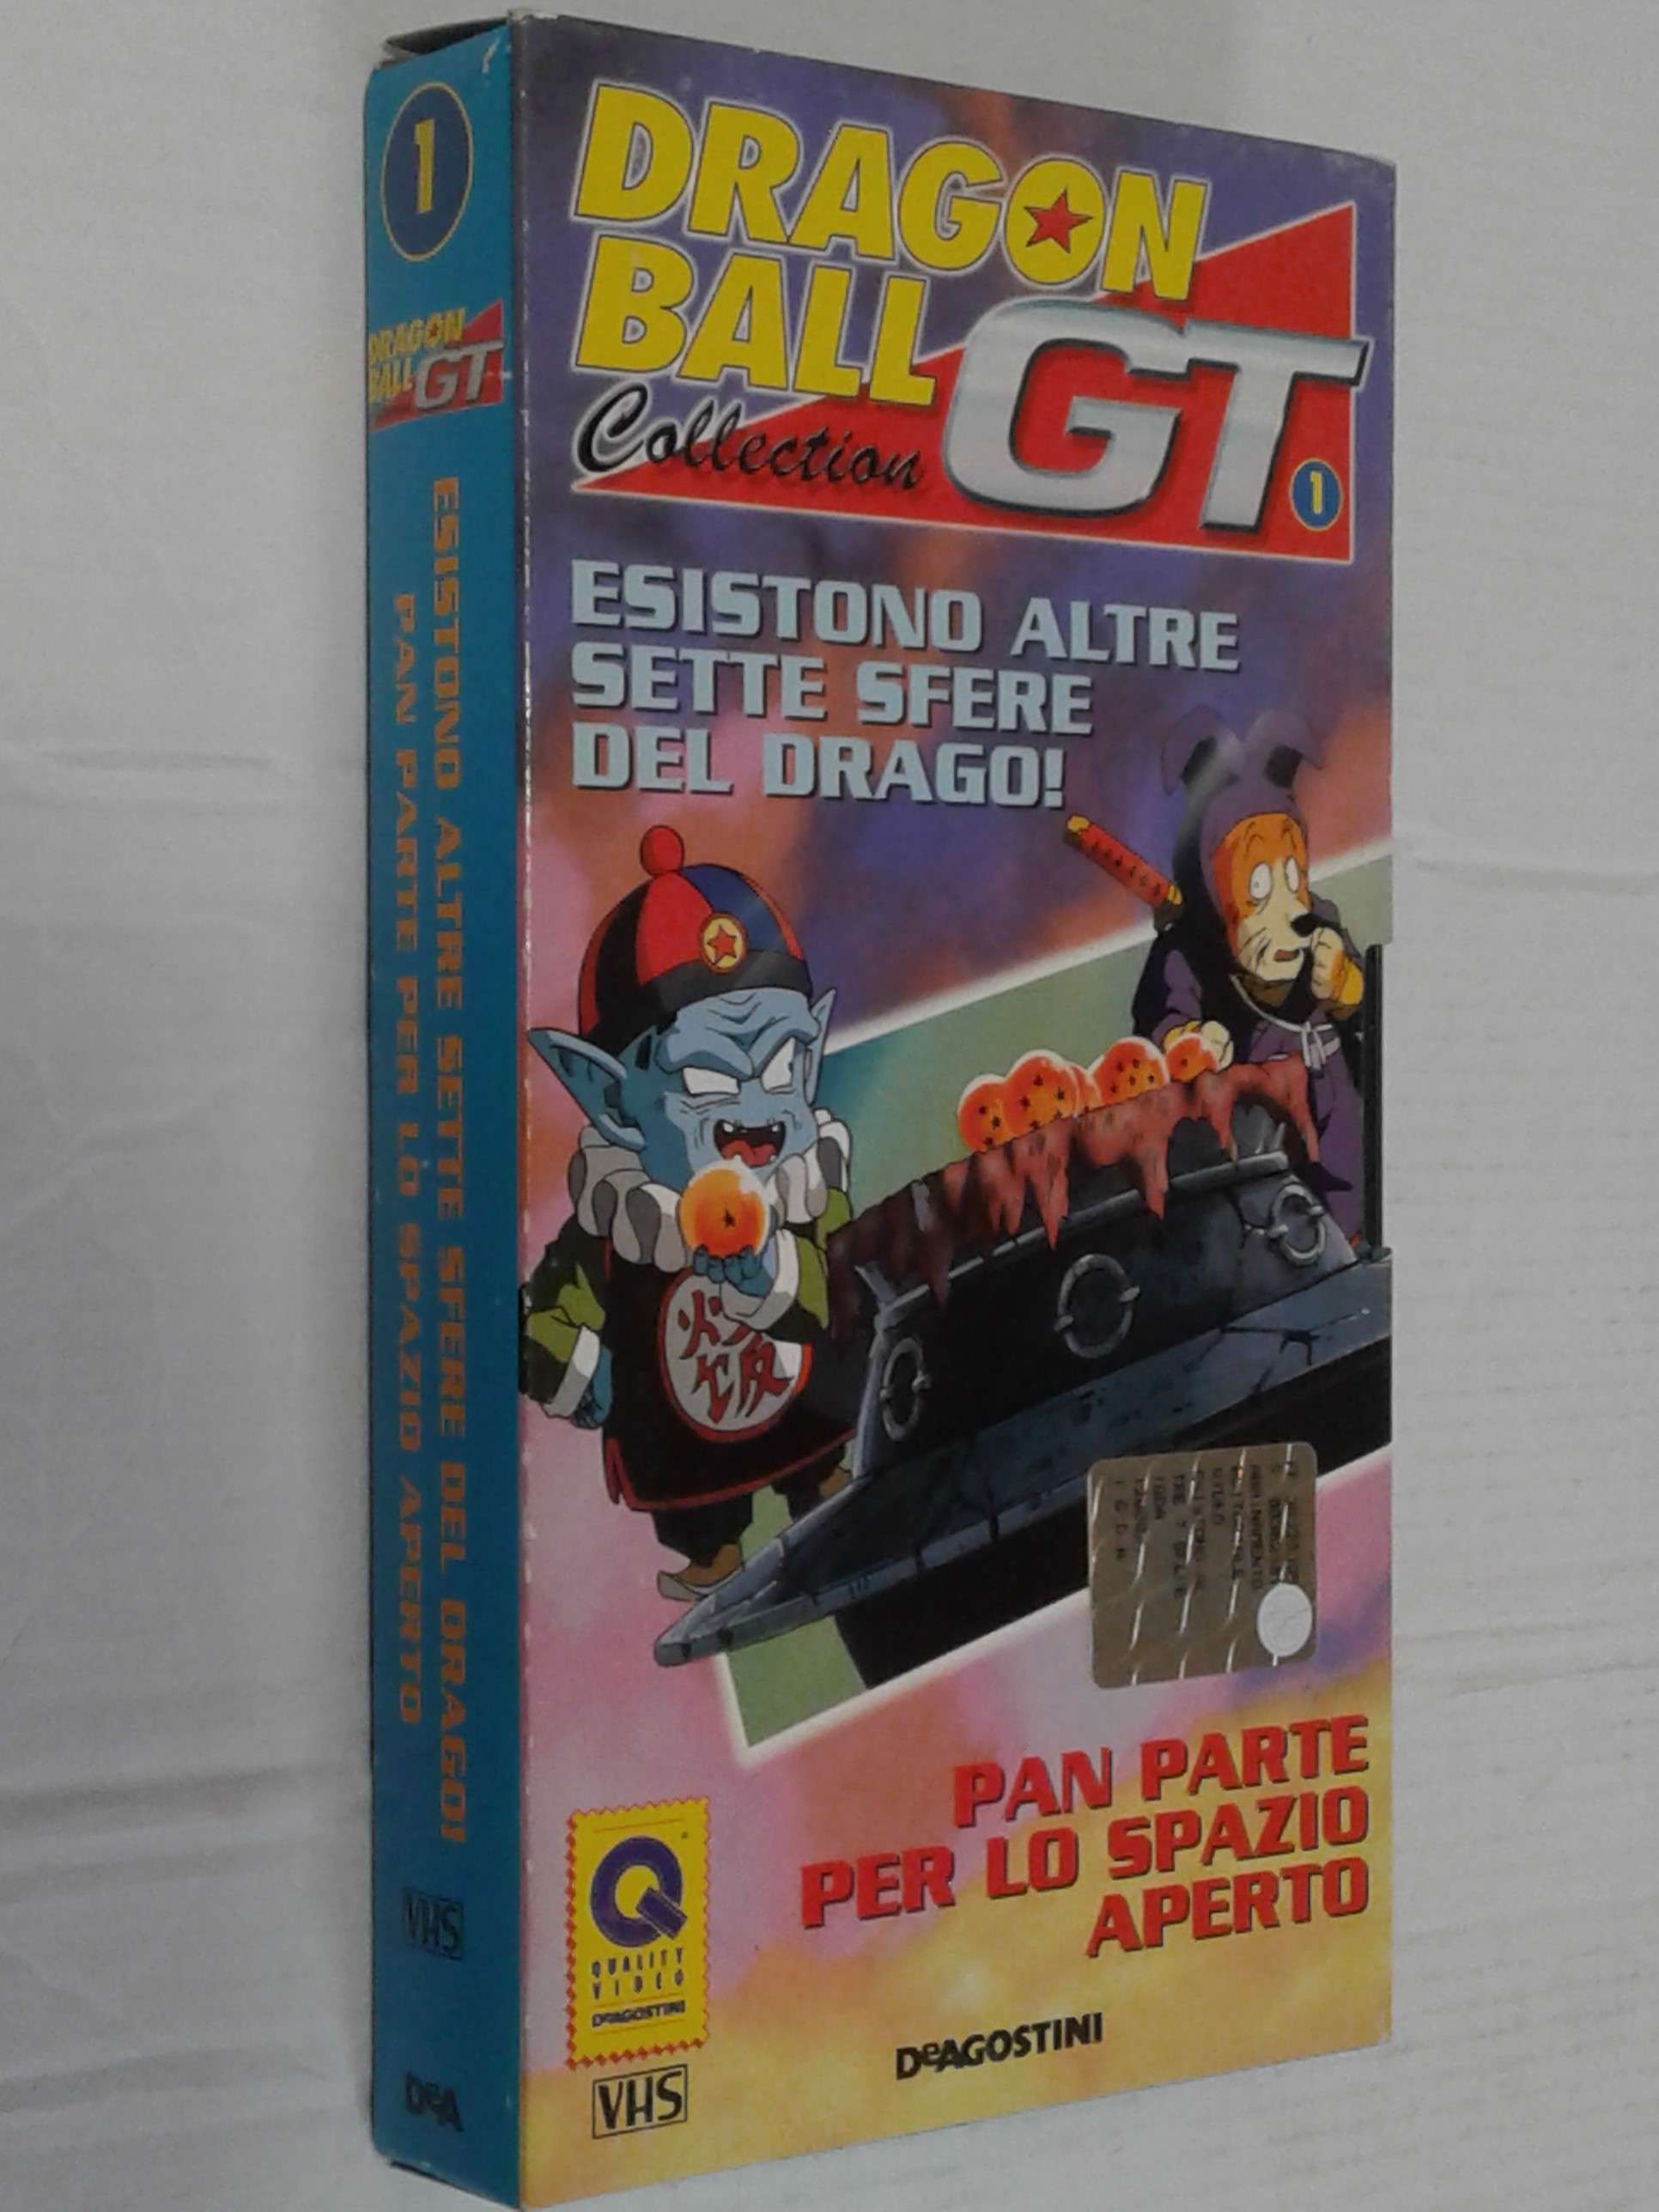 1
DRAGON
BALL GT
ESISTONO ALTRE SETTE SFERE DEL DRAGO!
PAN PARTE PER LO SPAZIO APERTO
VHS
DeA
DRAGON
BALL GT
Collection
1
ESISTONO ALTRE
SETTE SFERE
DEL DRAGO!
PAN PARTE
PER LO SPAZIO
APERTO
Q
QUALITY
VIDEO
DeAGOSTINI
VHS
DeAGOSTINI